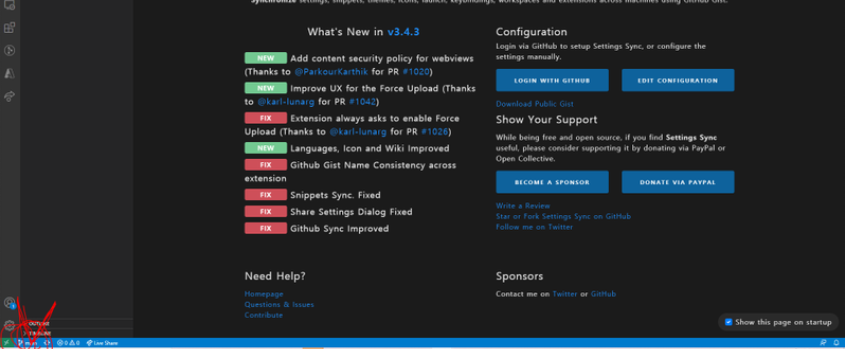 Synchronize settings, snippets, themes, icons, launch, keybindings, workspaces and extensions across machines using GitHub Gist.
What's New in v3.4.3
NEW Add content security policy for webviews
(Thanks to @ParkourKarthik for PR #1020)
NEW Improve UX for the Force Upload (Thanks
to @karl-lunarg for PR #1042)
FIX Extension always asks to enable Force
Upload (Thanks to @karl-lunarg for PR #1026)
NEW Languages, Icon and Wiki Improved
FIX Github Gist Name Consistency across
extension
FIX Snippets Sync. Fixed
FIX Share Settings Dialog Fixed
FIX Github Sync Improved
Configuration
Login via GitHub to setup Settings Sync, or configure the
settings manually.
LOGIN WITH GITHUB EDIT CONFIGURATION
Download Public Gist
Show Your Support
While being free and open source, if you find Settings Sync
useful, please consider supporting it by donating via PayPal or
Open Collective.
BECOME A SPONSOR DONATE VIA PAYPAL
Write a Review
Star or Fork Settings Sync on GitHub
Follow me on Twitter
Need Help?
Homepage
Questions & Issues
Contribute
Sponsors
Contact me on Twitter or GitHub
Show this page on startup
OUTLINE
TIMELINE
0 0 Live Share